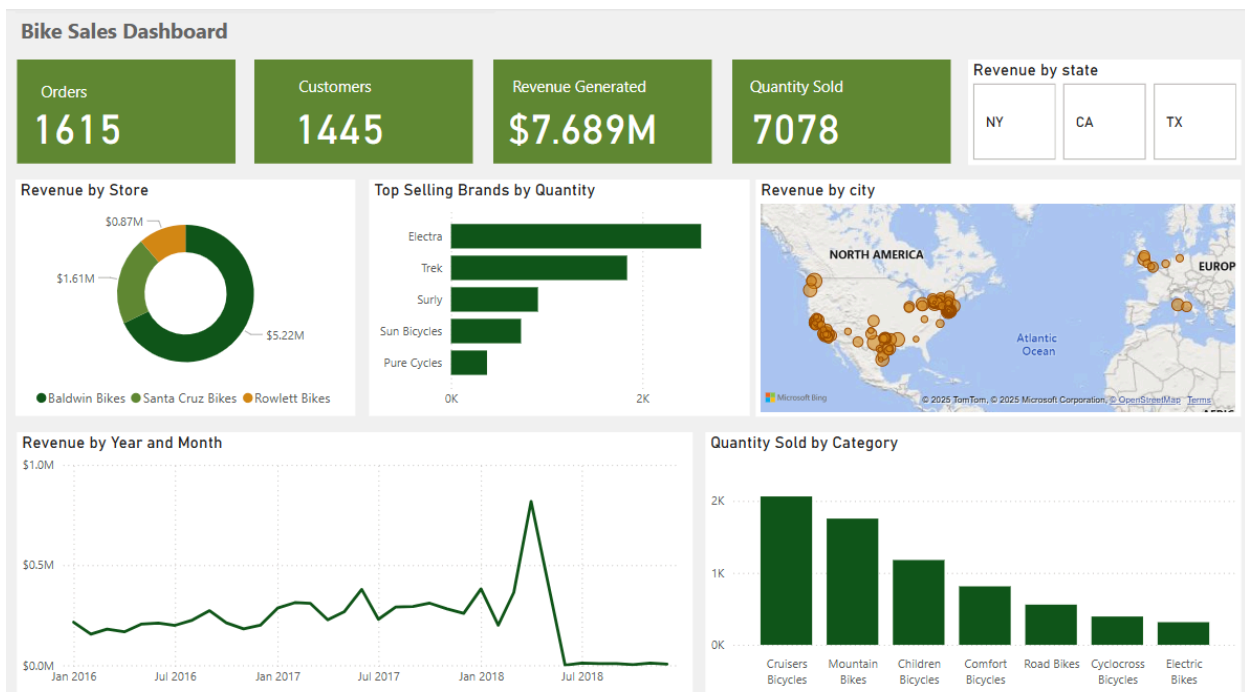 Bike Sales Dashboard
Orders
1615
Customers
1445
Revenue Generated
$7.689M
Quantity Sold
7078
Revenue by state
NY
CA
TX
Revenue by Store
$0.87M
$1.61M
$5.22M
Baldwin Bikes Santa Cruz Bikes Rowlett Bikes
Top Selling Brands by Quantity
Electra
Trek
Surly
Sun Bicycles
Pure Cycles
0K 2K
Revenue by city
NORTH AMERICA
EUROP
Atlantic
Ocean
Microsoft Bing
© 2025 TomTom, © 2025 Microsoft Corporation, © OpenStreetMap Terms
Revenue by Year and Month
$1.0M
$0.5M
$0.0M
Jan 2016 Jul 2016 Jan 2017 Jul 2017 Jan 2018 Jul 2018
Quantity Sold by Category
2K
1K
0K
Cruisers Bicycles
Mountain Bikes
Children Bicycles
Comfort Bicycles
Road Bikes
Cyclocross Bicycles
Electric Bikes